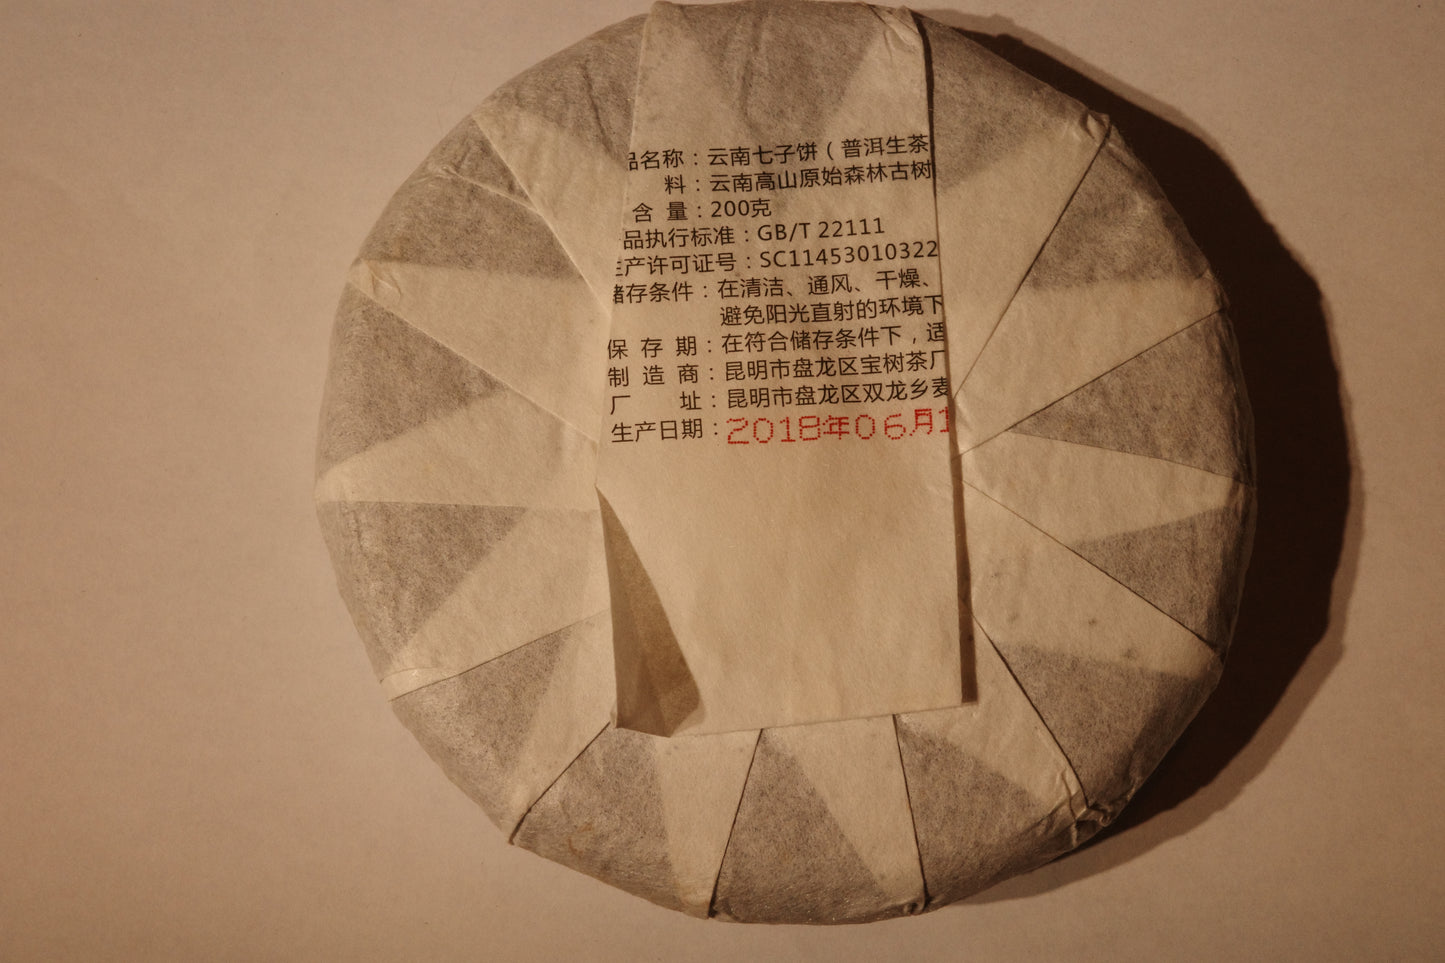 品名称：云南七子饼（普洱生茶
料：云南高山原始森林古树
含 量：200克
品执行标准：GB/T 22111
生产许可证号：SC11453010322
储存条件：在清洁、通风、干燥、
避免阳光直射的环境下
保 存 期：在符合储存条件下，适
制 造 商：昆明市盘龙区宝树茶厂
厂 址：昆明市盘龙区双龙乡麦
生产日期：2018年06月1